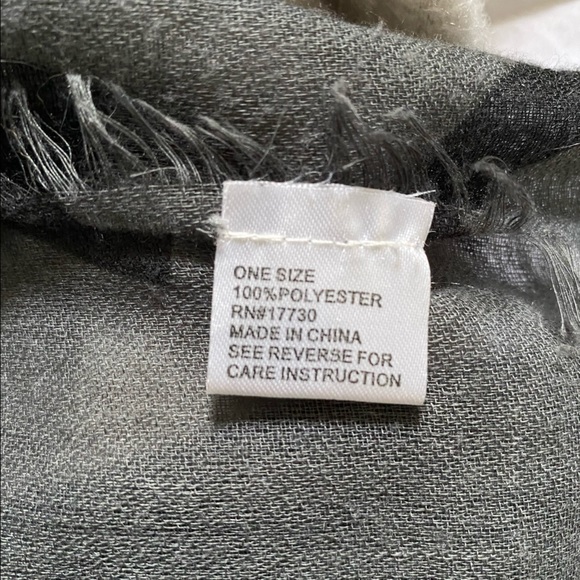 ONE SIZE
100%POLYESTER
RN#17730
MADE IN CHINA
SEE REVERSE FOR
CARE INSTRUCTION